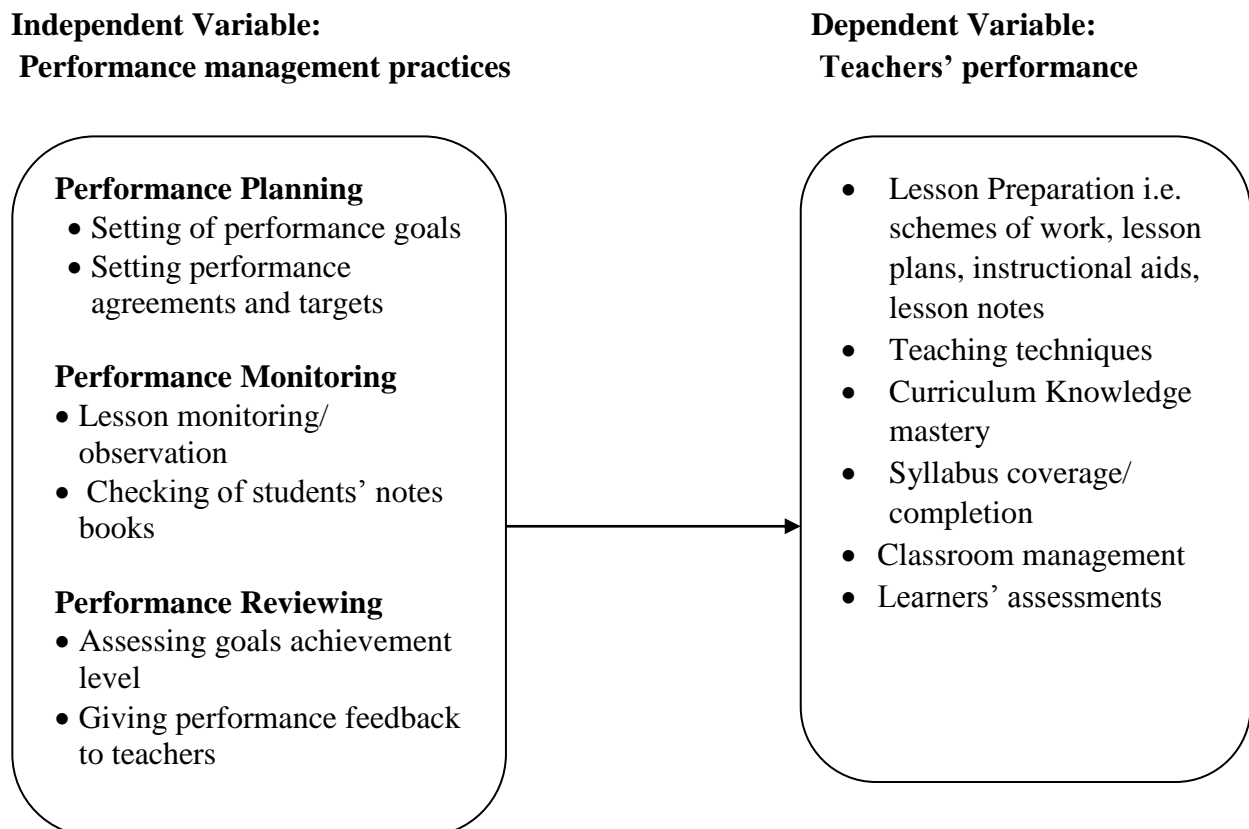 Independent Variable:
Performance management practices
Dependent Variable:
Teachers’ performance
Performance Planning
• Setting of performance goals
• Setting performance
agreements and targets
Performance Monitoring
• Lesson monitoring/
observation
• Checking of students’ notes
books
Performance Reviewing
• Assessing goals achievement
level
• Giving performance feedback
to teachers
• Lesson Preparation i.e.
schemes of work, lesson
plans, instructional aids,
lesson notes
• Teaching techniques
• Curriculum Knowledge
mastery
• Syllabus coverage/
completion
• Classroom management
• Learners’ assessments